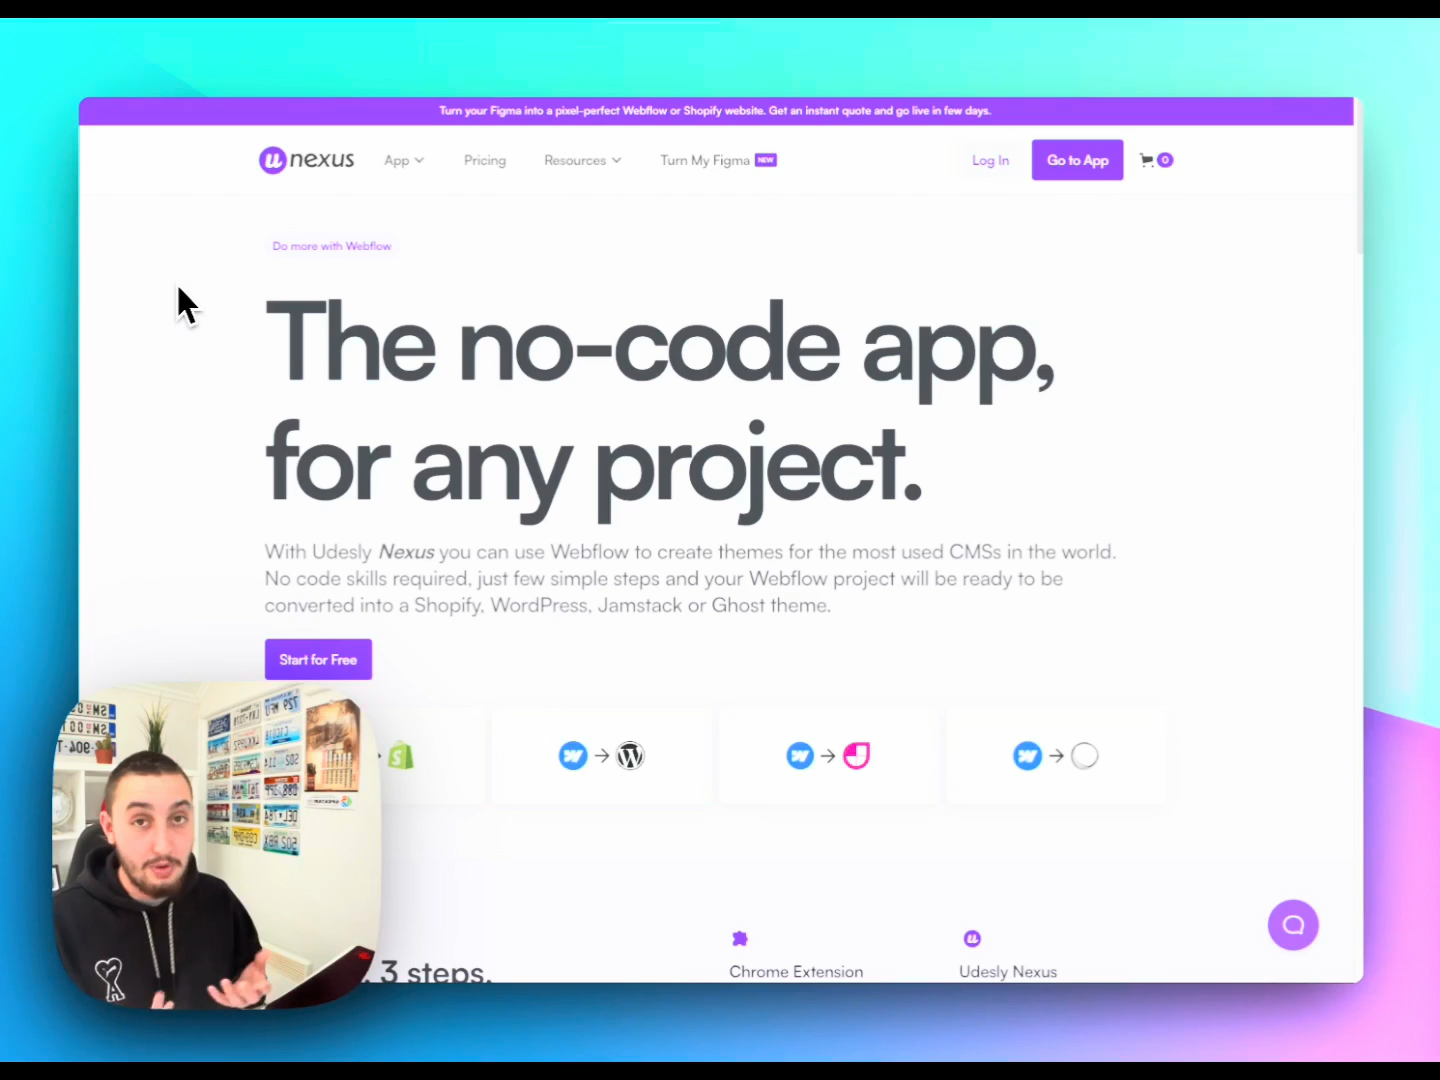 Turn your Figma into a pixel-perfect Webflow or Shopify website. Get an instant quote and go live in few days.
nexus App Pricing Resources Turn My Figma NEW Log In Go to App 0
Do more with Webflow
The no-code app,
for any project.
With Udesly Nexus you can use Webflow to create themes for the most used CMSs in the world.
No code skills required, just few simple steps and your Webflow project will be ready to be
converted into a Shopify, WordPress, Jamstack or Ghost theme.
Start for Free
3 steps.
Chrome Extension
Udesly Nexus